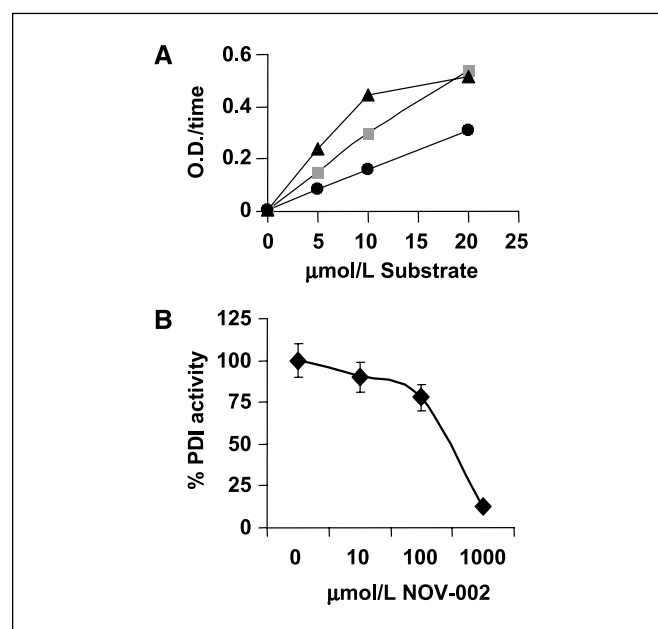 A
O.D./time
0.6
0.4
0.2
0
0 5 10 15 20 25
μmol/L Substrate
B
% PDI activity
125
100
75
50
25
0
0 10 100 1000
μmol/L NOV-002